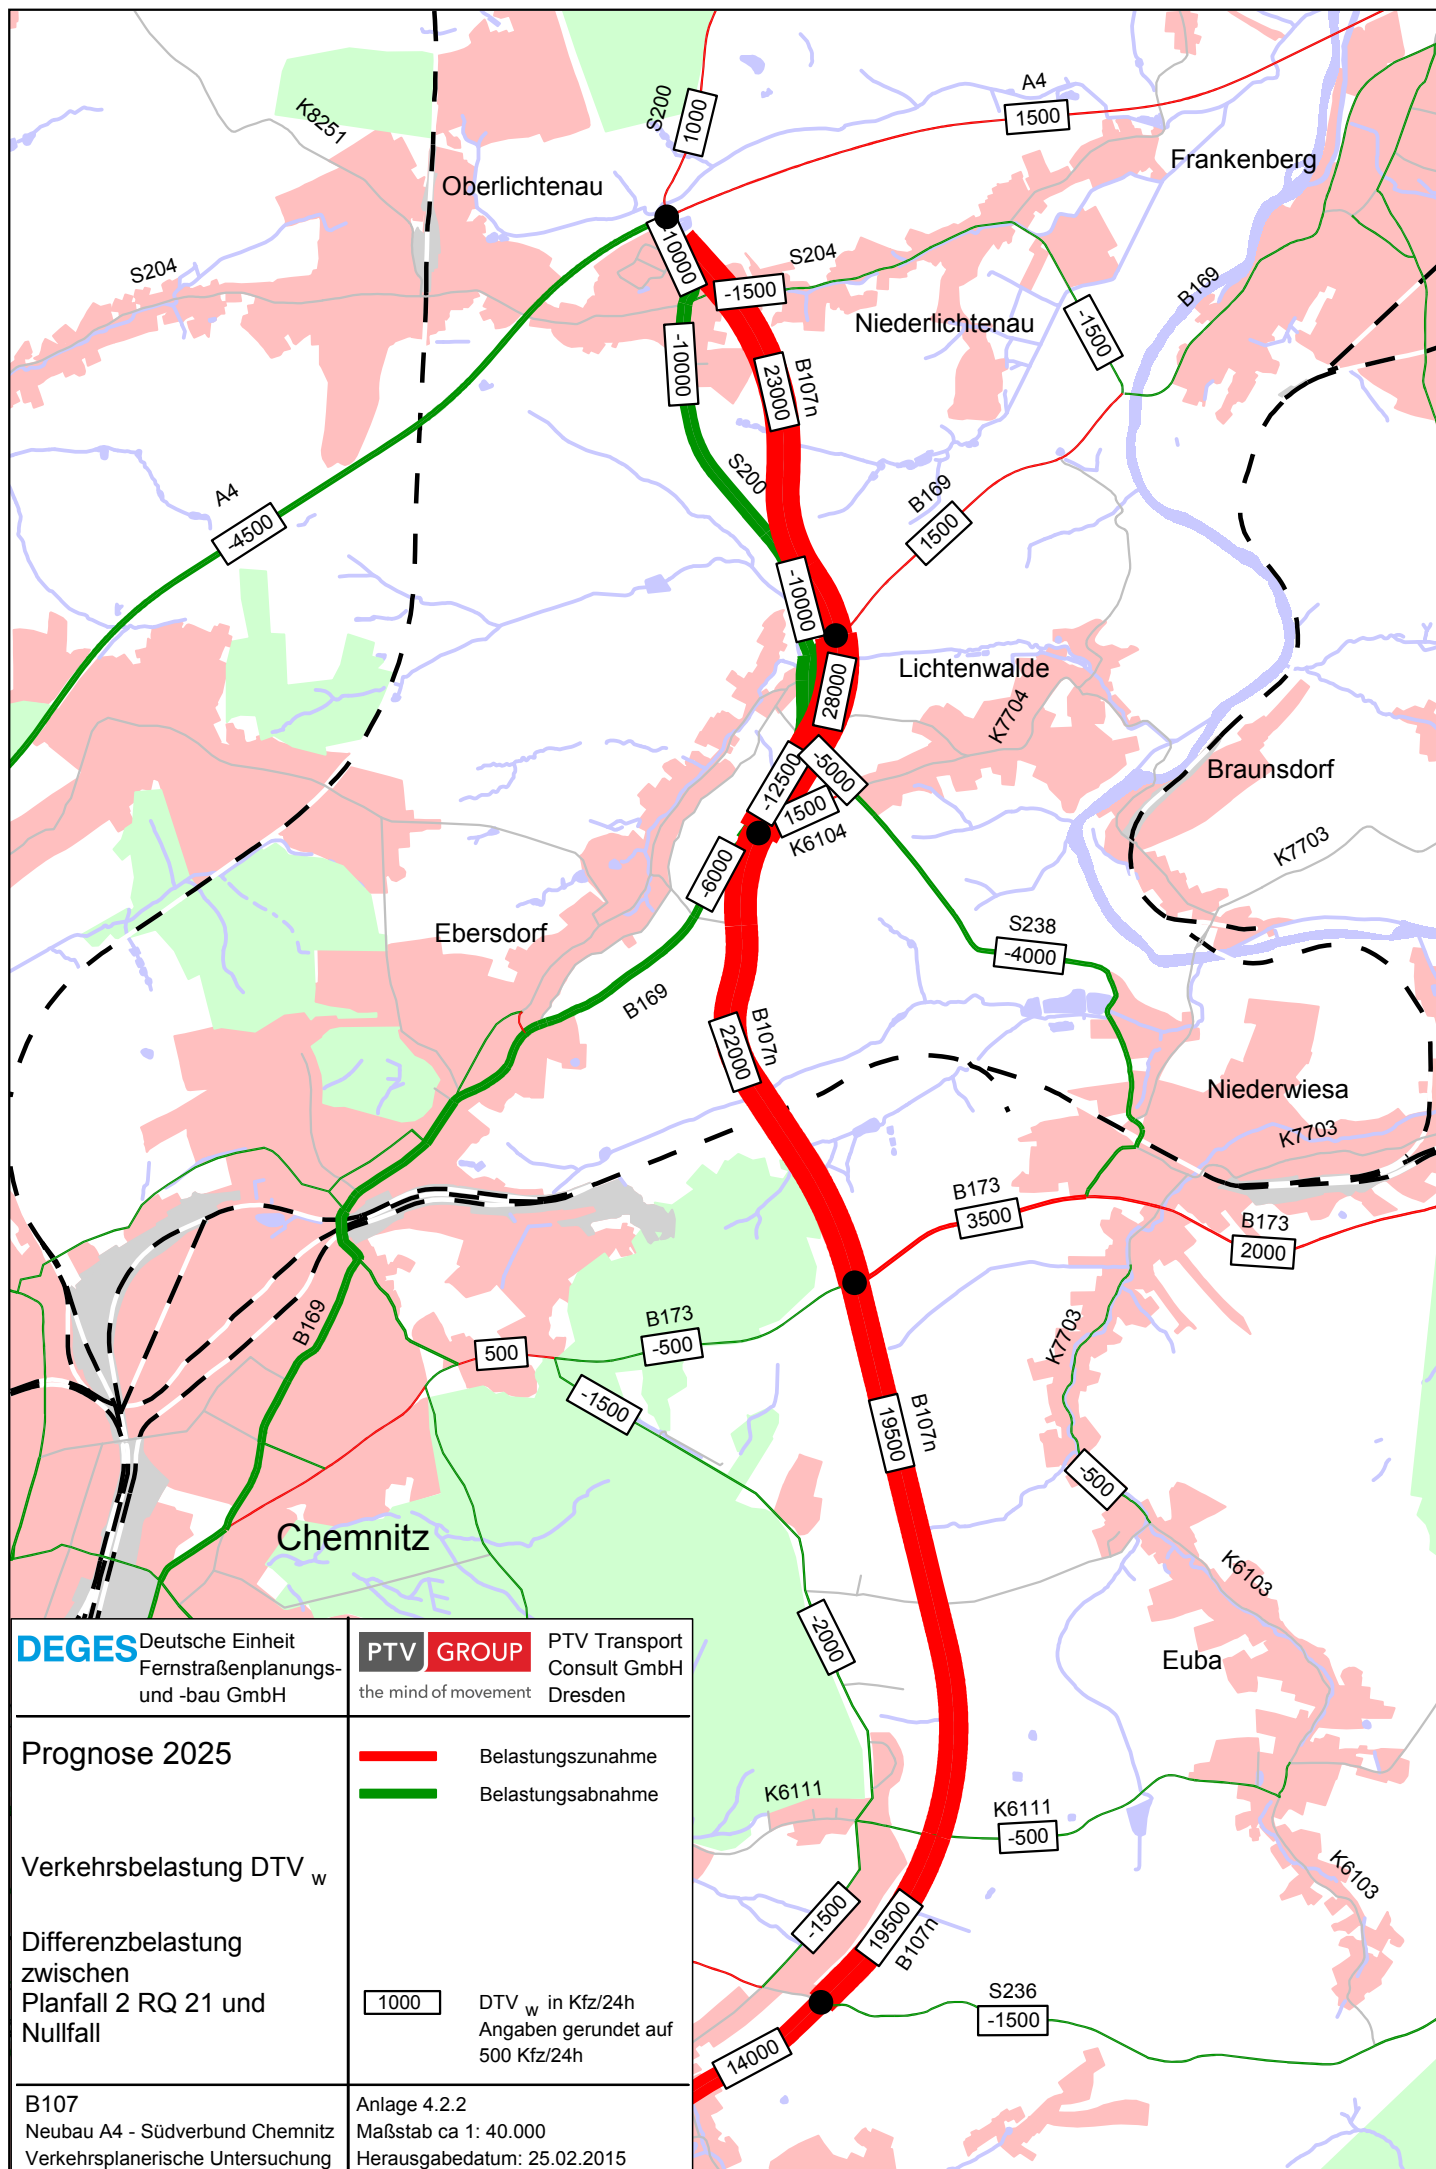 A4
S200
1000
1500
K8251
Frankenberg
Oberlichtenau
-10000
S204
S204
-1500
B169
Niederlichtenau
-1500
-10000
23000
B107n
S200
A4
-4500
B169
1500
-10000
Lichtenwalde
28000
K7704
-12500
-5000
Braunsdorf
1500
K6104
K7703
-6000
Ebersdorf
S238
-4000
B169
B107n
22000
Niederwiesa
K7703
B173
3500
B173
2000
B169
B173
500
-500
K7703
-1500
B107n
19500
-500
Chemnitz
K6103
-2000
Euba
K6111
K6111
-500
K6103
-1500
19500
B107n
S236
-1500
14000
DEGES Deutsche Einheit
Fernstraßenplanungs-
und -bau GmbH
PTV GROUP
the mind of movement
PTV Transport
Consult GmbH
Dresden
Prognose 2025
Belastungszunahme
Belastungsabnahme
Verkehrsbelastung DTV w
Differenzbelastung
zwischen
Planfall 2 RQ 21 und
Nullfall
1000
DTV w in Kfz/24h
Angaben gerundet auf
500 Kfz/24h
B107
Neubau A4 - Südverbund Chemnitz
Verkehrsplanerische Untersuchung
Anlage 4.2.2
Maßstab ca 1: 40.000
Herausgabedatum: 25.02.2015